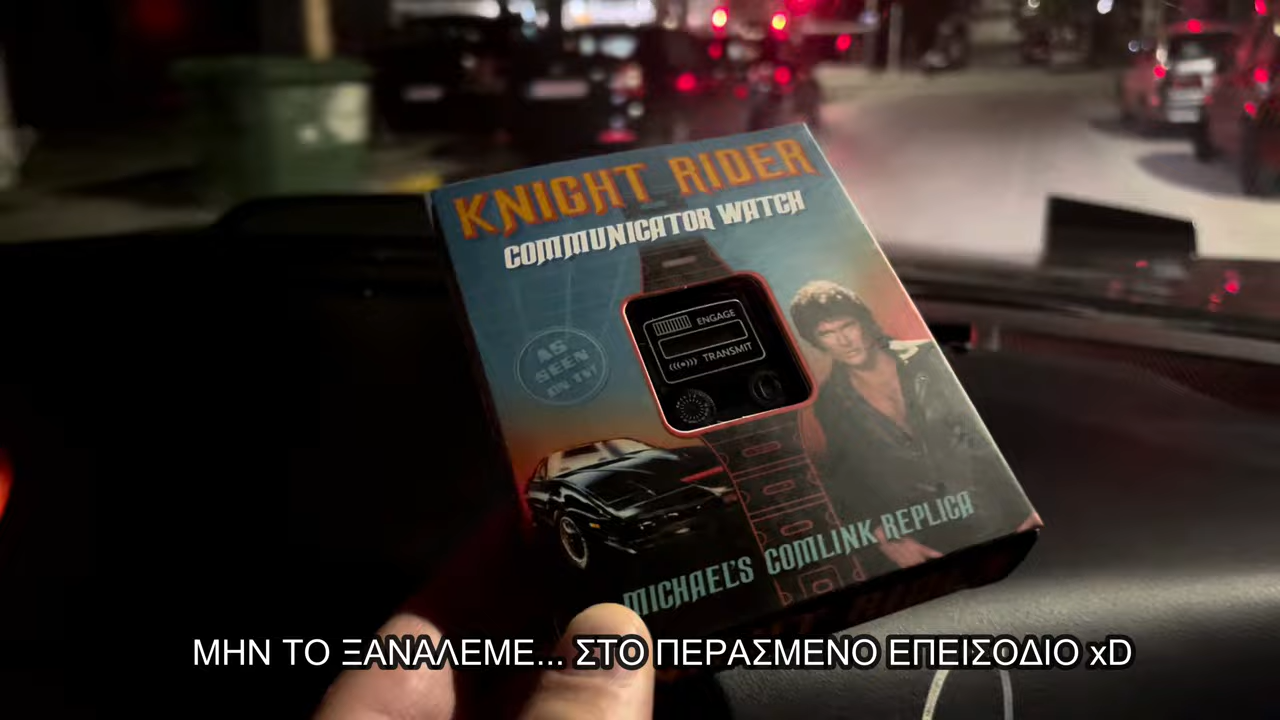 KNIGHT RIDER
COMMUNICATOR WATCH
ENGAGE
TRANSMIT
AS
SEEN
ON TV!
MICHAEL'S COMLINK REPLICA
ΜΗΝ ΤΟ ΞΑΝΑΛΕΜΕ... ΣΤΟ ΠΕΡΑΣΜΕΝΟ ΕΠΕΙΣΟΔΙΟ xD